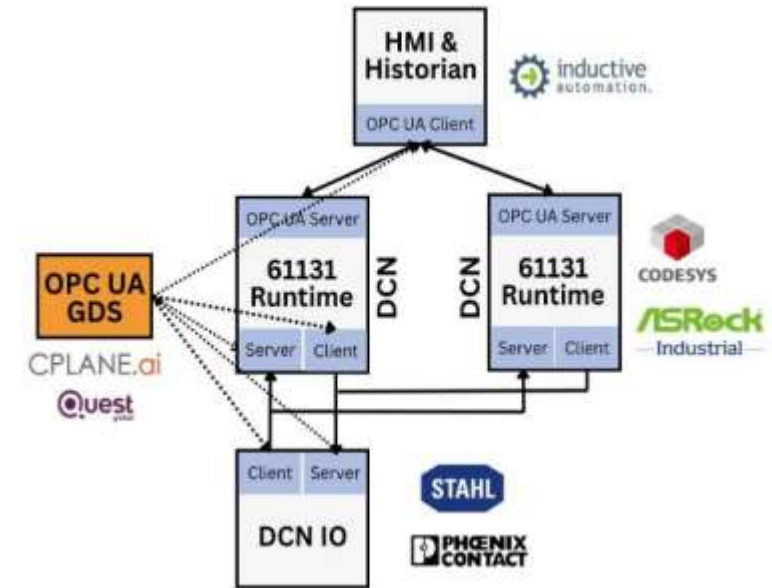 HMI &
Historian
OPC UA Client
inductive
automation.
OPC UA Server
61131
Runtime
Server
Client
DCN
DCN
OPC UA Server
61131
Runtime
Server
Client
CODESYS
ASRock
Industrial
OPC UA
GDS
CPLANE.ai
Quest
Client
Server
DCN IO
STAHL
PHŒNIX
CONTACT